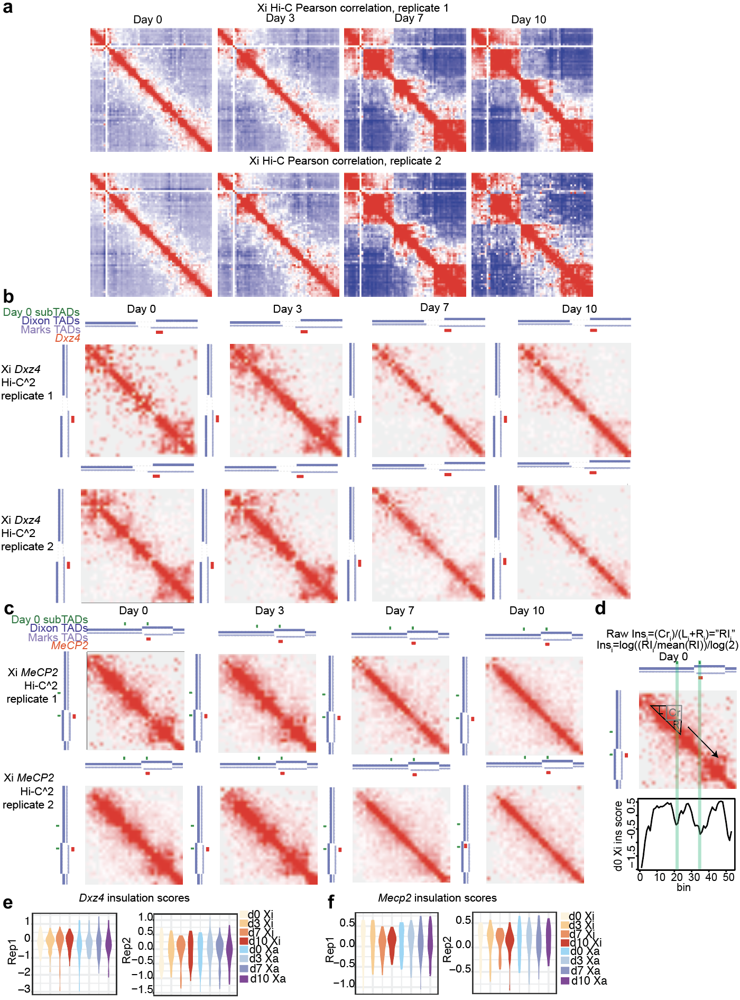 a
Xi Hi-C Pearson correlation, replicate 1
Day 0 Day 3 Day 7 Day 10
Xi Hi-C Pearson correlation, replicate 2
b
Day 0 Day 3 Day 7 Day 10
Day 0 subTADs
Dixon TADs
Marks TADs
Dxz4
Xi Dxz4
Hi-C^2
replicate 1
Xi Dxz4
Hi-C^2
replicate 2
c
Day 0 Day 3 Day 7 Day 10
Day 0 subTADs
Dixon TADs
Marks TADs
MeCP2
Xi MeCP2
Hi-C^2
replicate 1
Xi MeCP2
Hi-C^2
replicate 2
d
Raw Insi=(Cri)/(Li+Ri)="RIi"
Insi=log((RIi/mean(RI))/log(2)
Day 0
L Cr
R
d0 Xi ins score
0.5
-0.5
-1.5
0 10 20 30 40 50
bin
e
Dxz4 insulation scores
Rep1
1
0
−1
−2
−3
Rep2
1.0
0.5
0.0
−0.5
−1.0
−1.5
d0 Xi
d3 Xi
d7 Xi
d10 Xi
d0 Xa
d3 Xa
d7 Xa
d10 Xa
f
Mecp2 insulation scores
Rep1
0.5
0.0
−0.5
−1.0
Rep2
0.5
0.0
−0.5
d0 Xi
d3 Xi
d7 Xi
d10 Xi
d0 Xa
d3 Xa
d7 Xa
d10 Xa